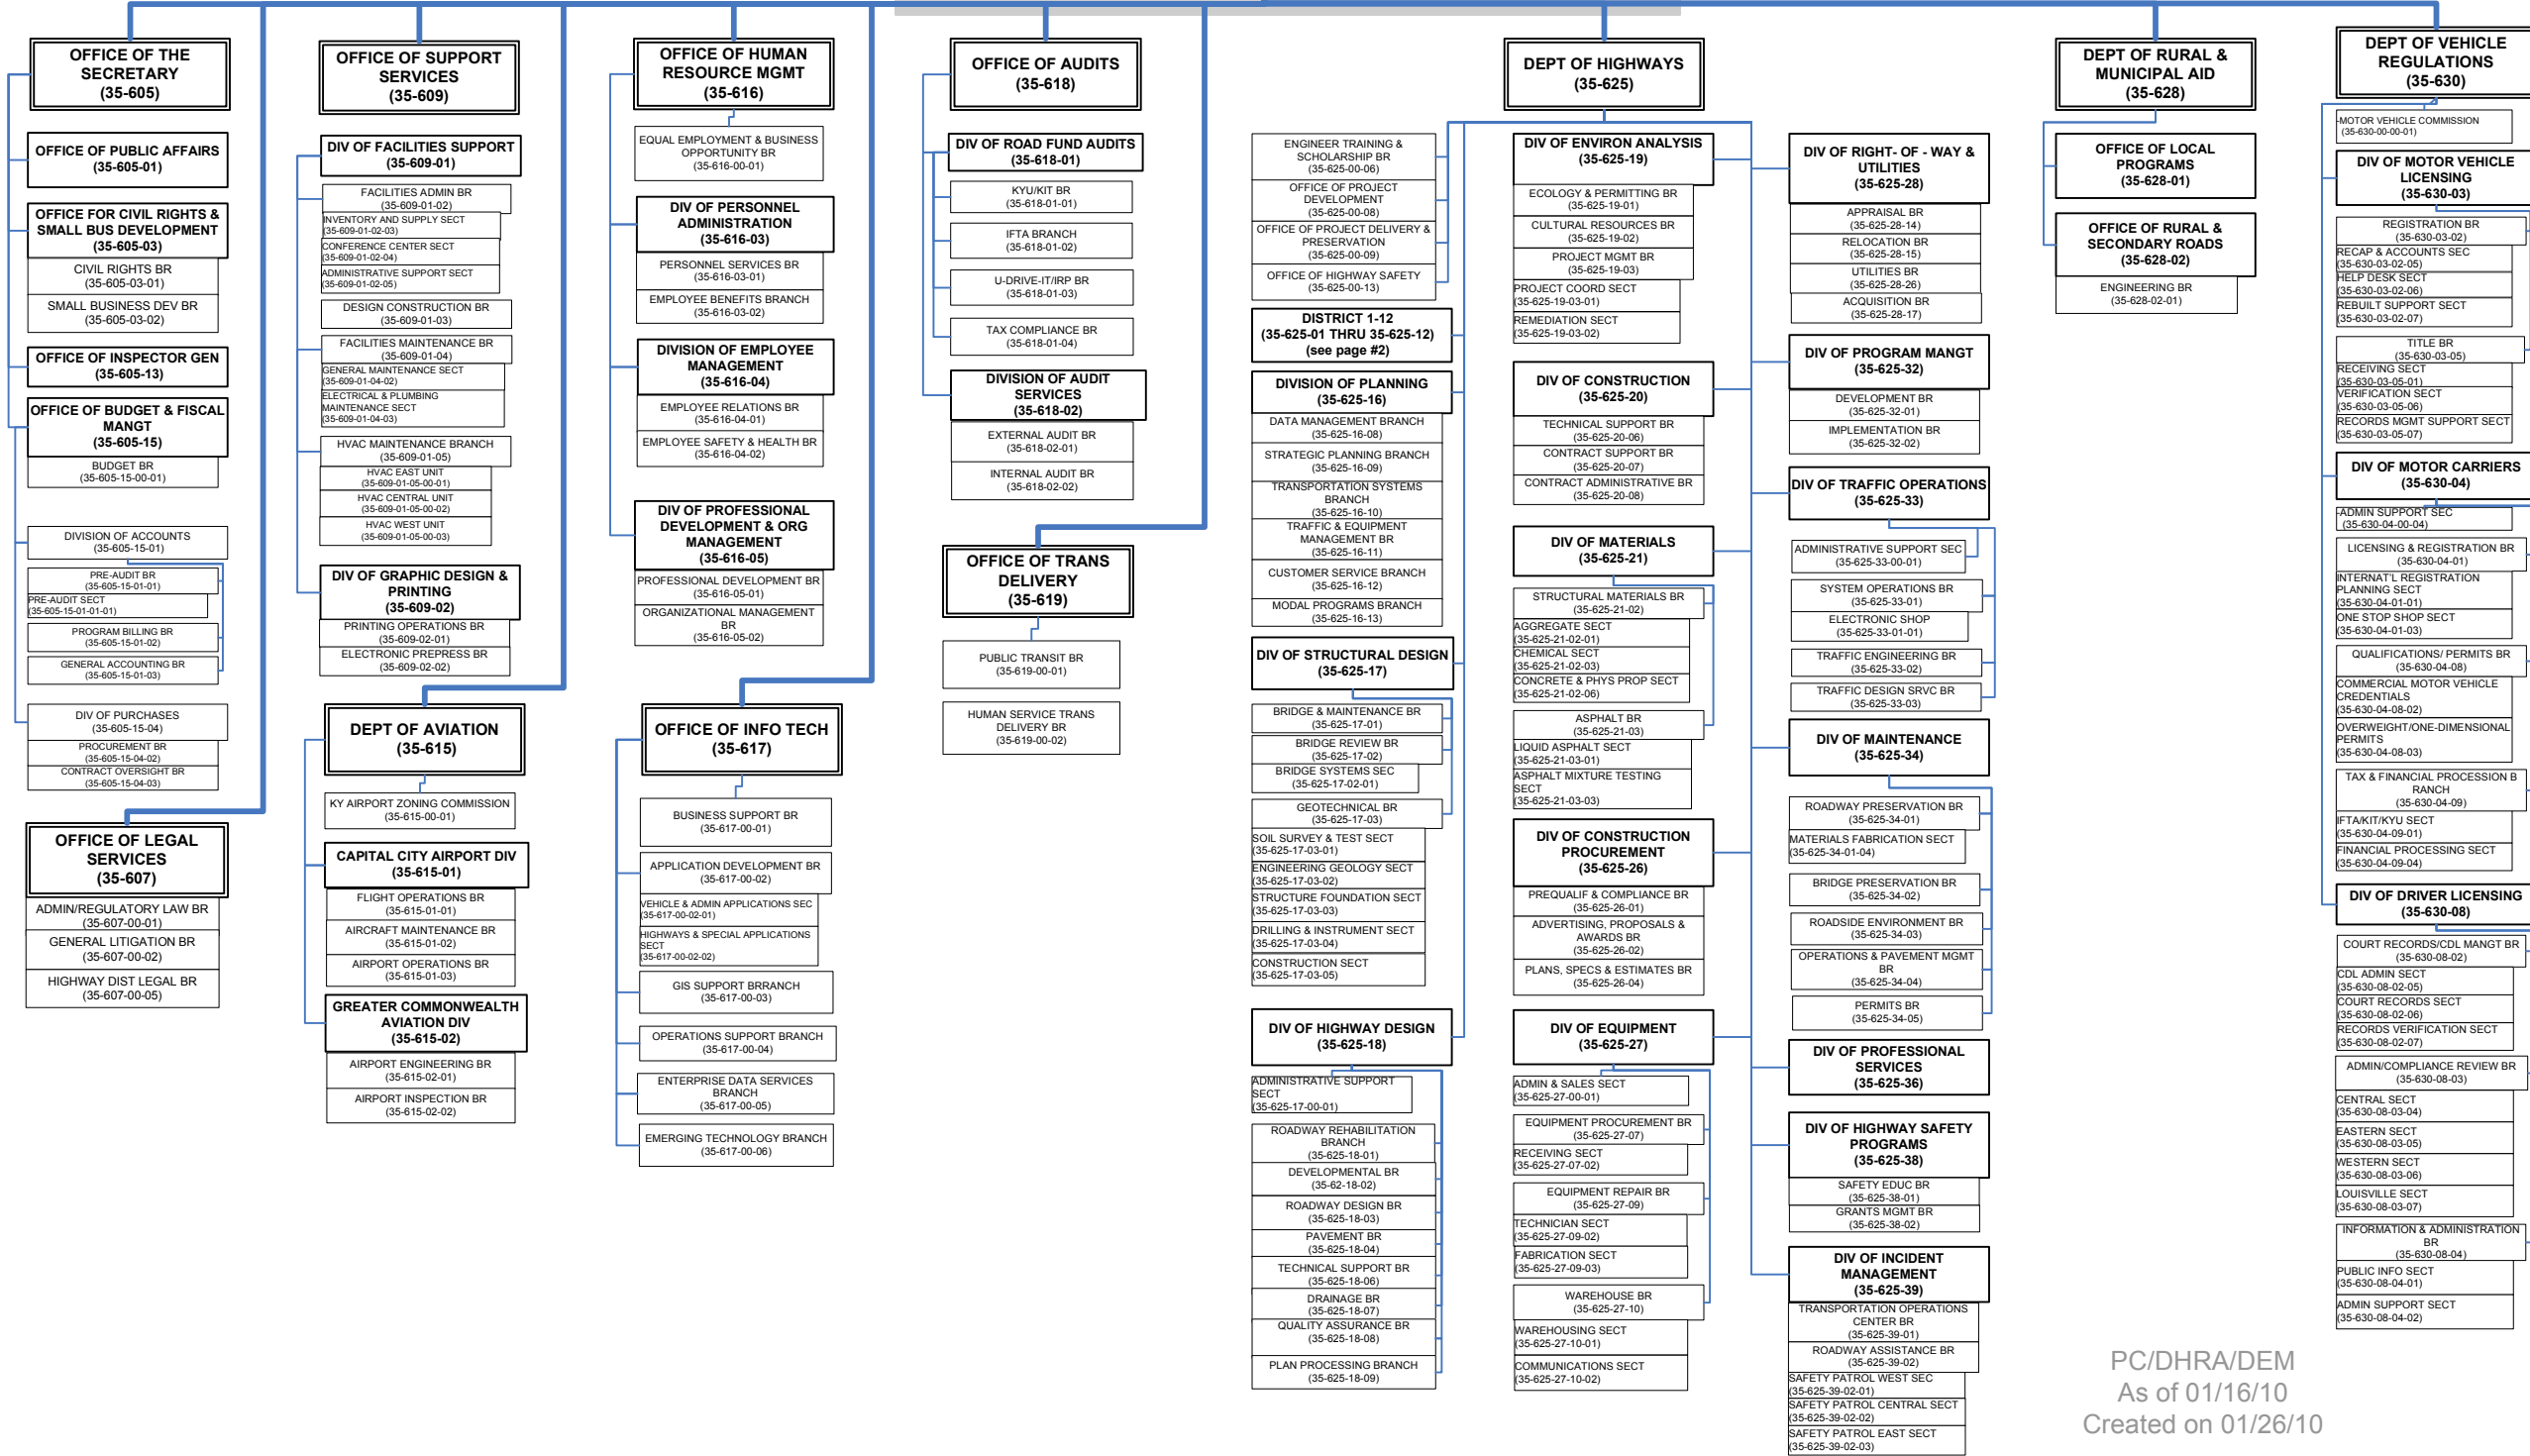 OFFICE OF THE
SECRETARY
(35-605)
OFFICE OF PUBLIC AFFAIRS
(35-605-01)
OFFICE FOR CIVIL RIGHTS &
SMALL BUS DEVELOPMENT
(35-605-03)
CIVIL RIGHTS BR
(35-605-03-01)
SMALL BUSINESS DEV BR
(35-605-03-02)
OFFICE OF INSPECTOR GEN
(35-605-13)
OFFICE OF BUDGET & FISCAL
MANGT
(35-605-15)
BUDGET BR
(35-605-15-00-01)
DIVISION OF ACCOUNTS
(35-605-15-01)
PRE-AUDIT BR
(35-605-15-01-01)
PRE-AUDIT SECT
(35-605-15-01-01-01)
PROGRAM BILLING BR
(35-605-15-01-02)
GENERAL ACCOUNTING BR
(35-605-15-01-03)
DIV OF PURCHASES
(35-605-15-04)
PROCUREMENT BR
(35-605-15-04-02)
CONTRACT OVERSIGHT BR
(35-605-15-04-03)
OFFICE OF LEGAL
SERVICES
(35-607)
ADMIN/REGULATORY LAW BR
(35-607-00-01)
GENERAL LITIGATION BR
(35-607-00-02)
HIGHWAY DIST LEGAL BR
(35-607-00-05)
OFFICE OF SUPPORT
SERVICES
(35-609)
DIV OF FACILITIES SUPPORT
(35-609-01)
FACILITIES ADMIN BR
(35-609-01-02)
INVENTORY AND SUPPLY SECT
(35-609-01-02-03)
CONFERENCE CENTER SECT
(35-609-01-02-04)
ADMINISTRATIVE SUPPORT SECT
(35-609-01-02-05)
DESIGN CONSTRUCTION BR
(35-609-01-03)
FACILITIES MAINTENANCE BR
(35-609-01-04)
GENERAL MAINTENANCE SECT
(35-609-01-04-02)
ELECTRICAL & PLUMBING
MAINTENANCE SECT
(35-609-01-04-03)
HVAC MAINTENANCE BRANCH
(35-609-01-05)
HVAC EAST UNIT
(35-609-01-05-00-01)
HVAC CENTRAL UNIT
(35-609-01-05-00-02)
HVAC WEST UNIT
(35-609-01-05-00-03)
DIV OF GRAPHIC DESIGN &
PRINTING
(35-609-02)
PRINTING OPERATIONS BR
(35-609-02-01)
ELECTRONIC PREPRESS BR
(35-609-02-02)
DEPT OF AVIATION
(35-615)
KY AIRPORT ZONING COMMISSION
(35-615-00-01)
CAPITAL CITY AIRPORT DIV
(35-615-01)
FLIGHT OPERATIONS BR
(35-615-01-01)
AIRCRAFT MAINTENANCE BR
(35-615-01-02)
AIRPORT OPERATIONS BR
(35-615-01-03)
GREATER COMMONWEALTH
AVIATION DIV
(35-615-02)
AIRPORT ENGINEERING BR
(35-615-02-01)
AIRPORT INSPECTION BR
(35-615-02-02)
OFFICE OF HUMAN
RESOURCE MGMT
(35-616)
EQUAL EMPLOYMENT & BUSINESS
OPPORTUNITY BR
(35-616-00-01)
DIV OF PERSONNEL
ADMINISTRATION
(35-616-03)
PERSONNEL SERVICES BR
(35-616-03-01)
EMPLOYEE BENEFITS BRANCH
(35-616-03-02)
DIVISION OF EMPLOYEE
MANAGEMENT
(35-616-04)
EMPLOYEE RELATIONS BR
(35-616-04-01)
EMPLOYEE SAFETY & HEALTH BR
(35-616-04-02)
DIV OF PROFESSIONAL
DEVELOPMENT & ORG
MANAGEMENT
(35-616-05)
PROFESSIONAL DEVELOPMENT BR
(35-616-05-01)
ORGANIZATIONAL MANAGEMENT
BR
(35-616-05-02)
OFFICE OF INFO TECH
(35-617)
BUSINESS SUPPORT BR
(35-617-00-01)
APPLICATION DEVELOPMENT BR
(35-617-00-02)
VEHICLE & ADMIN APPLICATIONS SEC
(35-617-00-02-01)
HIGHWAYS & SPECIAL APPLICATIONS
SECT
(35-617-00-02-02)
GIS SUPPORT BRRANCH
(35-617-00-03)
OPERATIONS SUPPORT BRANCH
(35-617-00-04)
ENTERPRISE DATA SERVICES
BRANCH
(35-617-00-05)
EMERGING TECHNOLOGY BRANCH
(35-617-00-06)
OFFICE OF AUDITS
(35-618)
DIV OF ROAD FUND AUDITS
(35-618-01)
KYU/KIT BR
(35-618-01-01)
IFTA BRANCH
(35-618-01-02)
U-DRIVE-IT/IRP BR
(35-618-01-03)
TAX COMPLIANCE BR
(35-618-01-04)
DIVISION OF AUDIT
SERVICES
(35-618-02)
EXTERNAL AUDIT BR
(35-618-02-01)
INTERNAL AUDIT BR
(35-618-02-02)
OFFICE OF TRANS
DELIVERY
(35-619)
PUBLIC TRANSIT BR
(35-619-00-01)
HUMAN SERVICE TRANS
DELIVERY BR
(35-619-00-02)
DEPT OF HIGHWAYS
(35-625)
ENGINEER TRAINING &
SCHOLARSHIP BR
(35-625-00-06)
OFFICE OF PROJECT
DEVELOPMENT
(35-625-00-08)
OFFICE OF PROJECT DELIVERY &
PRESERVATION
(35-625-00-09)
OFFICE OF HIGHWAY SAFETY
(35-625-00-13)
DISTRICT 1-12
(35-625-01 THRU 35-625-12)
(see page #2)
DIVISION OF PLANNING
(35-625-16)
DATA MANAGEMENT BRANCH
(35-625-16-08)
STRATEGIC PLANNING BRANCH
(35-625-16-09)
TRANSPORTATION SYSTEMS
BRANCH
(35-625-16-10)
TRAFFIC & EQUIPMENT
MANAGEMENT BR
(35-625-16-11)
CUSTOMER SERVICE BRANCH
(35-625-16-12)
MODAL PROGRAMS BRANCH
(35-625-16-13)
DIV OF STRUCTURAL DESIGN
(35-625-17)
BRIDGE & MAINTENANCE BR
(35-625-17-01)
BRIDGE REVIEW BR
(35-625-17-02)
BRIDGE SYSTEMS SEC
(35-625-17-02-01)
GEOTECHNICAL BR
(35-625-17-03)
SOIL SURVEY & TEST SECT
(35-625-17-03-01)
ENGINEERING GEOLOGY SECT
(35-625-17-03-02)
STRUCTURE FOUNDATION SECT
(35-625-17-03-03)
DRILLING & INSTRUMENT SECT
(35-625-17-03-04)
CONSTRUCTION SECT
(35-625-17-03-05)
DIV OF HIGHWAY DESIGN
(35-625-18)
ADMINISTRATIVE SUPPORT
SECT
(35-625-17-00-01)
ROADWAY REHABILITATION
BRANCH
(35-625-18-01)
DEVELOPMENTAL BR
(35-62-18-02)
ROADWAY DESIGN BR
(35-625-18-03)
PAVEMENT BR
(35-625-18-04)
TECHNICAL SUPPORT BR
(35-625-18-06)
DRAINAGE BR
(35-625-18-07)
QUALITY ASSURANCE BR
(35-625-18-08)
PLAN PROCESSING BRANCH
(35-625-18-09)
DIV OF ENVIRON ANALYSIS
(35-625-19)
ECOLOGY & PERMITTING BR
(35-625-19-01)
CULTURAL RESOURCES BR
(35-625-19-02)
PROJECT MGMT BR
(35-625-19-03)
PROJECT COORD SECT
(35-625-19-03-01)
REMEDIATION SECT
(35-625-19-03-02)
DIV OF CONSTRUCTION
(35-625-20)
TECHNICAL SUPPORT BR
(35-625-20-06)
CONTRACT SUPPORT BR
(35-625-20-07)
CONTRACT ADMINISTRATIVE BR
(35-625-20-08)
DIV OF MATERIALS
(35-625-21)
STRUCTURAL MATERIALS BR
(35-625-21-02)
AGGREGATE SECT
(35-625-21-02-01)
CHEMICAL SECT
(35-625-21-02-03)
CONCRETE & PHYS PROP SECT
(35-625-21-02-06)
ASPHALT BR
(35-625-21-03)
LIQUID ASPHALT SECT
(35-625-21-03-01)
ASPHALT MIXTURE TESTING
SECT
(35-625-21-03-03)
DIV OF CONSTRUCTION
PROCUREMENT
(35-625-26)
PREQUALIF & COMPLIANCE BR
(35-625-26-01)
ADVERTISING, PROPOSALS &
AWARDS BR
(35-625-26-02)
PLANS, SPECS & ESTIMATES BR
(35-625-26-04)
DIV OF EQUIPMENT
(35-625-27)
ADMIN & SALES SECT
(35-625-27-00-01)
EQUIPMENT PROCUREMENT BR
(35-625-27-07)
RECEIVING SECT
(35-625-27-07-02)
EQUIPMENT REPAIR BR
(35-625-27-09)
TECHNICIAN SECT
(35-625-27-09-02)
FABRICATION SECT
(35-625-27-09-03)
WAREHOUSE BR
(35-625-27-10)
WAREHOUSING SECT
(35-625-27-10-01)
COMMUNICATIONS SECT
(35-625-27-10-02)
DIV OF RIGHT- OF - WAY &
UTILITIES
(35-625-28)
APPRAISAL BR
(35-625-28-14)
RELOCATION BR
(35-625-28-15)
UTILITIES BR
(35-625-28-26)
ACQUISITION BR
(35-625-28-17)
DIV OF PROGRAM MANGT
(35-625-32)
DEVELOPMENT BR
(35-625-32-01)
IMPLEMENTATION BR
(35-625-32-02)
DIV OF TRAFFIC OPERATIONS
(35-625-33)
ADMINISTRATIVE SUPPORT SEC
(35-625-33-00-01)
SYSTEM OPERATIONS BR
(35-625-33-01)
ELECTRONIC SHOP
(35-625-33-01-01)
TRAFFIC ENGINEERING BR
(35-625-33-02)
TRAFFIC DESIGN SRVC BR
(35-625-33-03)
DIV OF MAINTENANCE
(35-625-34)
ROADWAY PRESERVATION BR
(35-625-34-01)
MATERIALS FABRICATION SECT
(35-625-34-01-04)
BRIDGE PRESERVATION BR
(35-625-34-02)
ROADSIDE ENVIRONMENT BR
(35-625-34-03)
OPERATIONS & PAVEMENT MGMT
BR
(35-625-34-04)
PERMITS BR
(35-625-34-05)
DIV OF PROFESSIONAL
SERVICES
(35-625-36)
DIV OF HIGHWAY SAFETY
PROGRAMS
(35-625-38)
SAFETY EDUC BR
(35-625-38-01)
GRANTS MGMT BR
(35-625-38-02)
DIV OF INCIDENT
MANAGEMENT
(35-625-39)
TRANSPORTATION OPERATIONS
CENTER BR
(35-625-39-01)
ROADWAY ASSISTANCE BR
(35-625-39-02)
SAFETY PATROL WEST SEC
(35-625-39-02-01)
SAFETY PATROL CENTRAL SECT
(35-625-39-02-02)
SAFETY PATROL EAST SECT
(35-625-39-02-03)
DEPT OF RURAL &
MUNICIPAL AID
(35-628)
OFFICE OF LOCAL
PROGRAMS
(35-628-01)
OFFICE OF RURAL &
SECONDARY ROADS
(35-628-02)
ENGINEERING BR
(35-628-02-01)
DEPT OF VEHICLE
REGULATIONS
(35-630)
-MOTOR VEHICLE COMMISSION
(35-630-00-00-01)
DIV OF MOTOR VEHICLE
LICENSING
(35-630-03)
REGISTRATION BR
(35-630-03-02)
RECAP & ACCOUNTS SEC
(35-630-03-02-05)
HELP DESK SECT
(35-630-03-02-06)
REBUILT SUPPORT SECT
(35-630-03-02-07)
TITLE BR
(35-630-03-05)
RECEIVING SECT
(35-630-03-05-01)
VERIFICATION SECT
(35-630-03-05-06)
RECORDS MGMT SUPPORT SECT
(35-630-03-05-07)
DIV OF MOTOR CARRIERS
(35-630-04)
-ADMIN SUPPORT SEC
(35-630-04-00-04)
LICENSING & REGISTRATION BR
(35-630-04-01)
INTERNAT'L REGISTRATION
PLANNING SECT
(35-630-04-01-01)
ONE STOP SHOP SECT
(35-630-04-01-03)
QUALIFICATIONS/ PERMITS BR
(35-630-04-08)
COMMERCIAL MOTOR VEHICLE
CREDENTIALS
(35-630-04-08-02)
OVERWEIGHT/ONE-DIMENSIONAL
PERMITS
(35-630-04-08-03)
TAX & FINANCIAL PROCESSION B
RANCH
(35-630-04-09)
IFTA/KIT/KYU SECT
(35-630-04-09-01)
FINANCIAL PROCESSING SECT
(35-630-04-09-04)
DIV OF DRIVER LICENSING
(35-630-08)
COURT RECORDS/CDL MANGT BR
(35-630-08-02)
CDL ADMIN SECT
(35-630-08-02-05)
COURT RECORDS SECT
(35-630-08-02-06)
RECORDS VERIFICATION SECT
(35-630-08-02-07)
ADMIN/COMPLIANCE REVIEW BR
(35-630-08-03)
CENTRAL SECT
(35-630-08-03-04)
EASTERN SECT
(35-630-08-03-05)
WESTERN SECT
(35-630-08-03-06)
LOUISVILLE SECT
(35-630-08-03-07)
INFORMATION & ADMINISTRATION
BR
(35-630-08-04)
PUBLIC INFO SECT
(35-630-08-04-01)
ADMIN SUPPORT SECT
(35-630-08-04-02)
PC/DHRA/DEM
As of 01/16/10
Created on 01/26/10